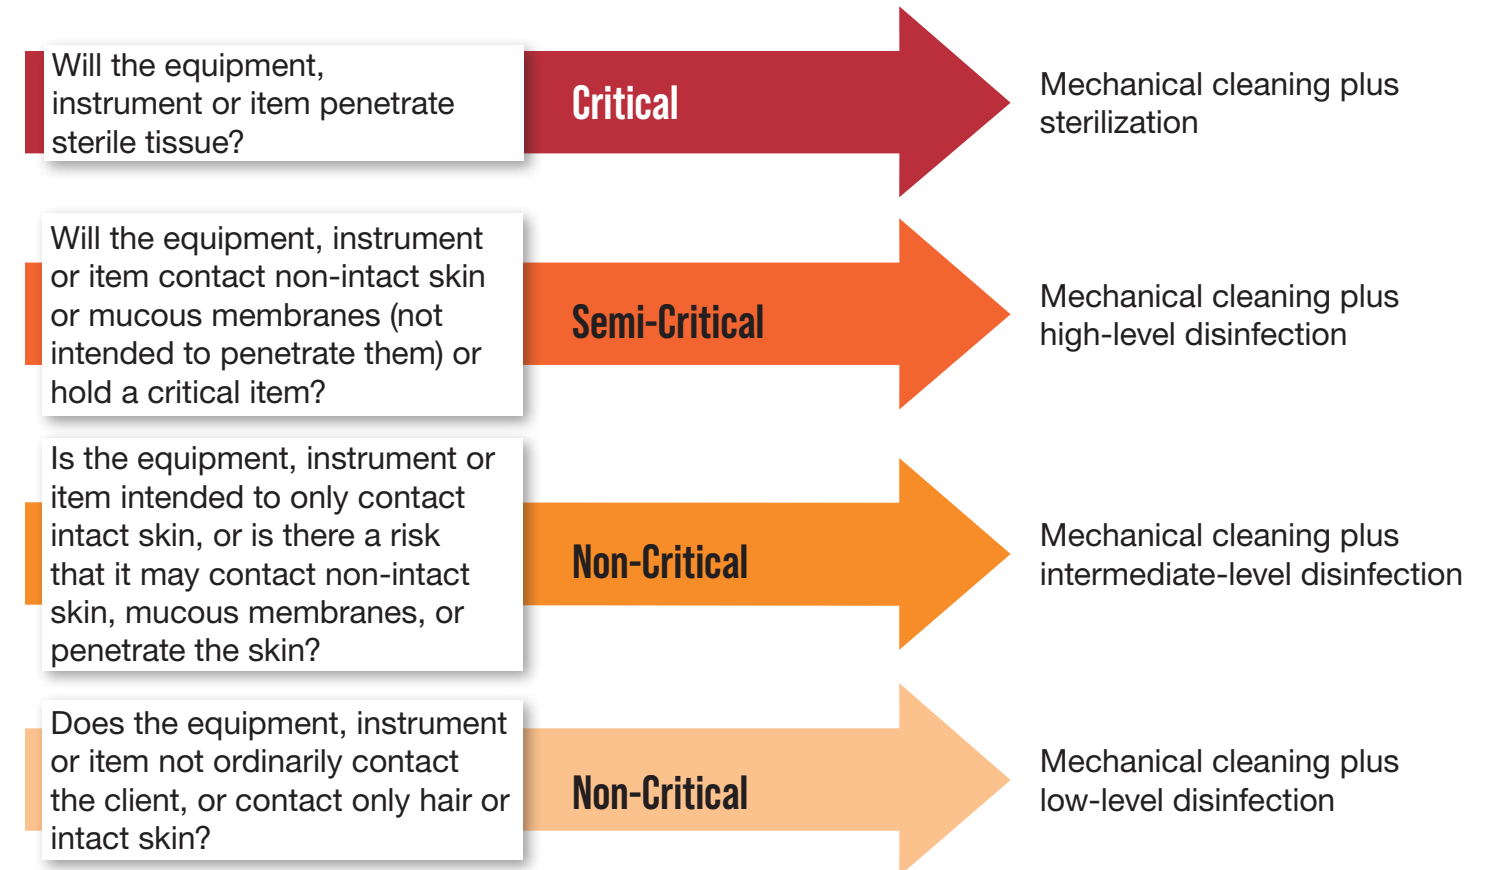 Will the equipment,
instrument or item penetrate
sterile tissue?
Critical
Mechanical cleaning plus
sterilization
Will the equipment, instrument
or item contact non-intact skin
or mucous membranes (not
intended to penetrate them) or
hold a critical item?
Semi-Critical
Mechanical cleaning plus
high-level disinfection
Is the equipment, instrument or
item intended to only contact
intact skin, or is there a risk
that it may contact non-intact
skin, mucous membranes, or
penetrate the skin?
Non-Critical
Mechanical cleaning plus
intermediate-level disinfection
Does the equipment, instrument
or item not ordinarily contact
the client, or contact only hair or
intact skin?
Non-Critical
Mechanical cleaning plus
low-level disinfection